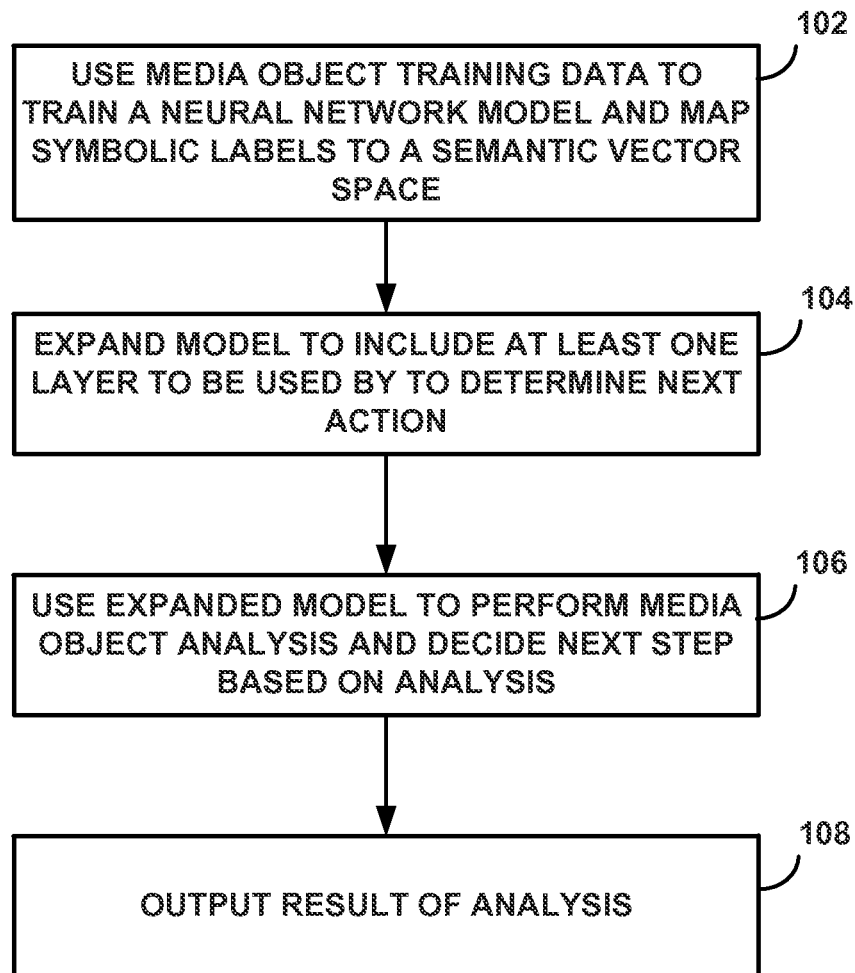 102
USE MEDIA OBJECT TRAINING DATA TO
TRAIN A NEURAL NETWORK MODEL AND MAP
SYMBOLIC LABELS TO A SEMANTIC VECTOR
SPACE
104
EXPAND MODEL TO INCLUDE AT LEAST ONE
LAYER TO BE USED BY TO DETERMINE NEXT
ACTION
106
USE EXPANDED MODEL TO PERFORM MEDIA
OBJECT ANALYSIS AND DECIDE NEXT STEP
BASED ON ANALYSIS
108
OUTPUT RESULT OF ANALYSIS